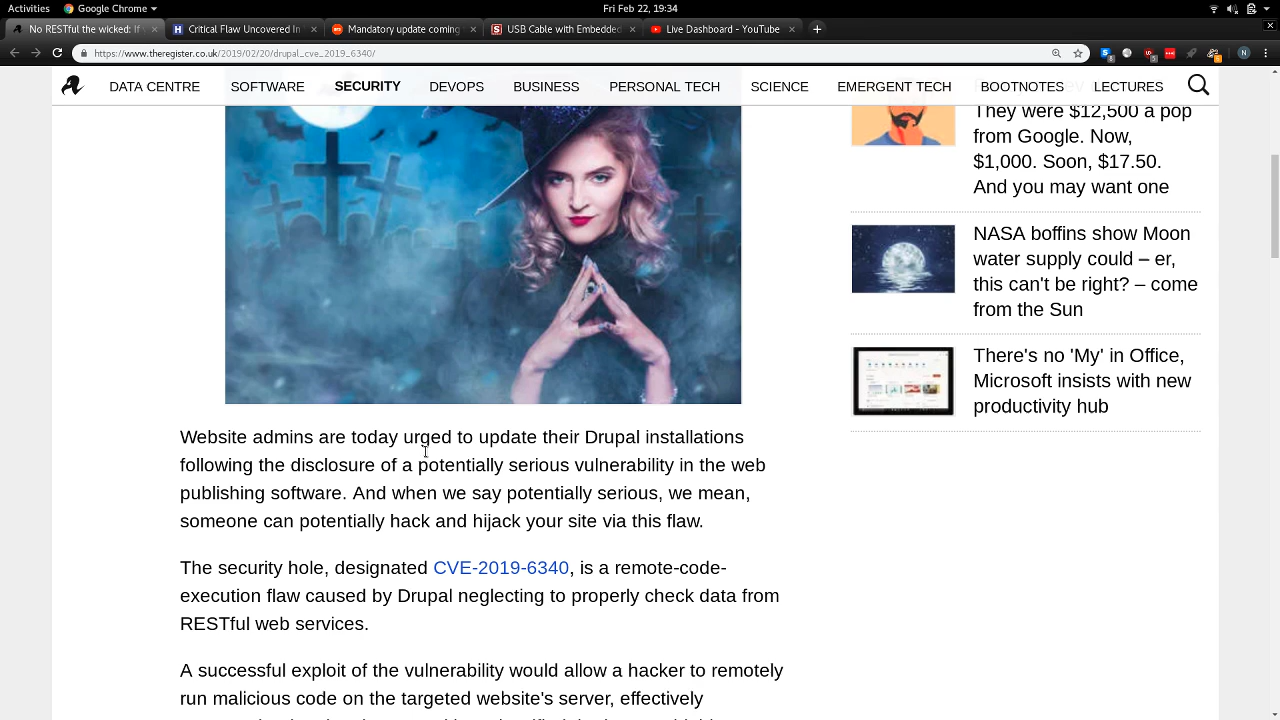 Activities
Google Chrome
Fri Feb 22, 19:34
No RESTful the wicked: If
Critical Flaw Uncovered In
Mandatory update coming
USB Cable with Embedded
Live Dashboard - YouTube
https://www.theregister.co.uk/2019/02/20/drupal_cve_2019_6340/
DATA CENTRE
SOFTWARE
SECURITY
DEVOPS
BUSINESS
PERSONAL TECH
SCIENCE
EMERGENT TECH
BOOTNOTES
LECTURES
They were $12,500 a pop
from Google. Now,
$1,000. Soon, $17.50.
And you may want one
NASA boffins show Moon
water supply could – er,
this can't be right? – come
from the Sun
There's no 'My' in Office,
Microsoft insists with new
productivity hub
Website admins are today urged to update their Drupal installations
following the disclosure of a potentially serious vulnerability in the web
publishing software. And when we say potentially serious, we mean,
someone can potentially hack and hijack your site via this flaw.
The security hole, designated CVE-2019-6340, is a remote-code-
execution flaw caused by Drupal neglecting to properly check data from
RESTful web services.
A successful exploit of the vulnerability would allow a hacker to remotely
run malicious code on the targeted website's server, effectively